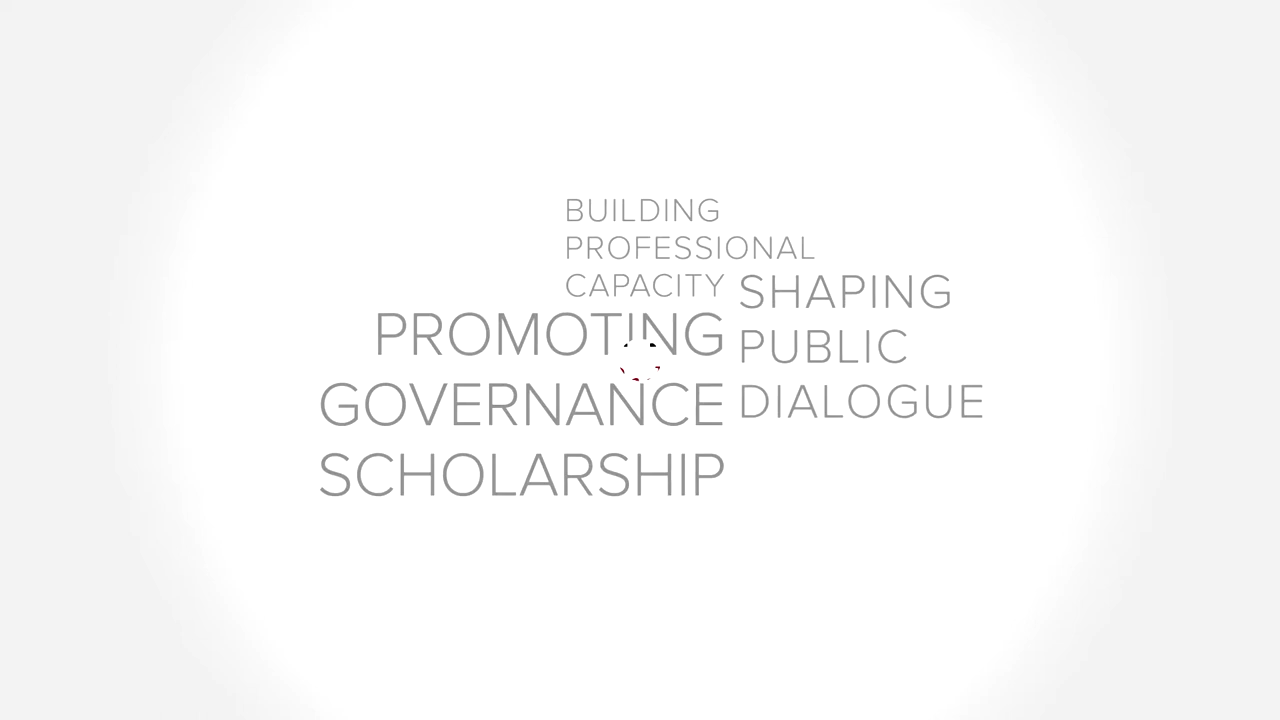 BUILDING
PROFESSIONAL
CAPACITY
SHAPING
PUBLIC
DIALOGUE
PROMOTING
GOVERNANCE
SCHOLARSHIP